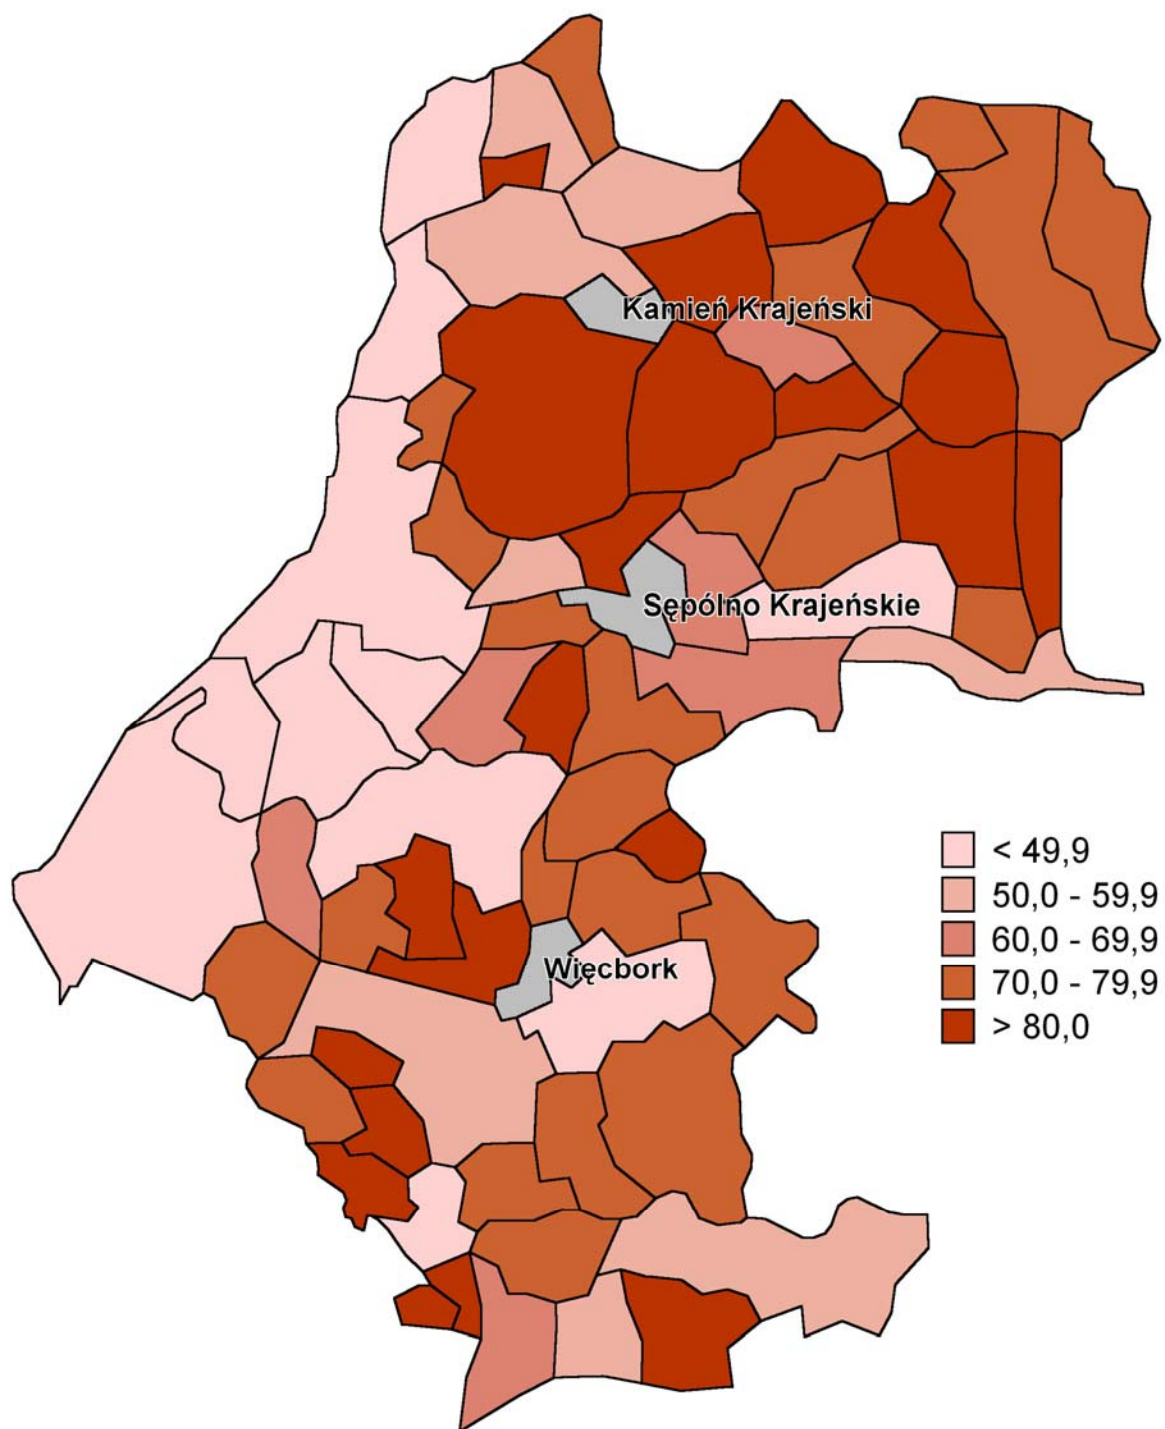 Kamień Krajeński
Sępólno Krajeńskie
Więcbork
< 49,9
50,0 - 59,9
60,0 - 69,9
70,0 - 79,9
> 80,0